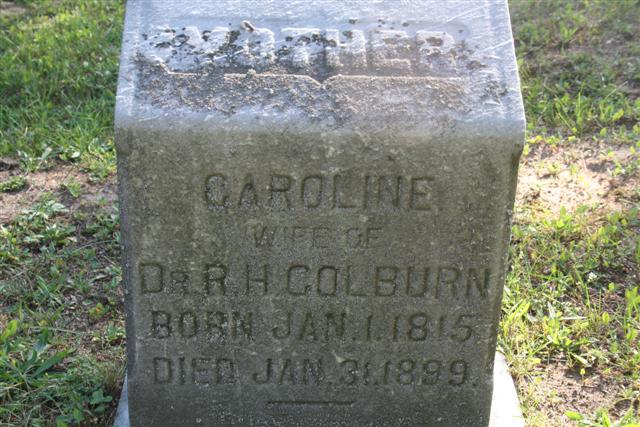 MOTHER
CAROLINE
WIFE OF
DR. R. H. COLBURN
BORN JAN. 1. 1815
DIED JAN. 31. 1899.